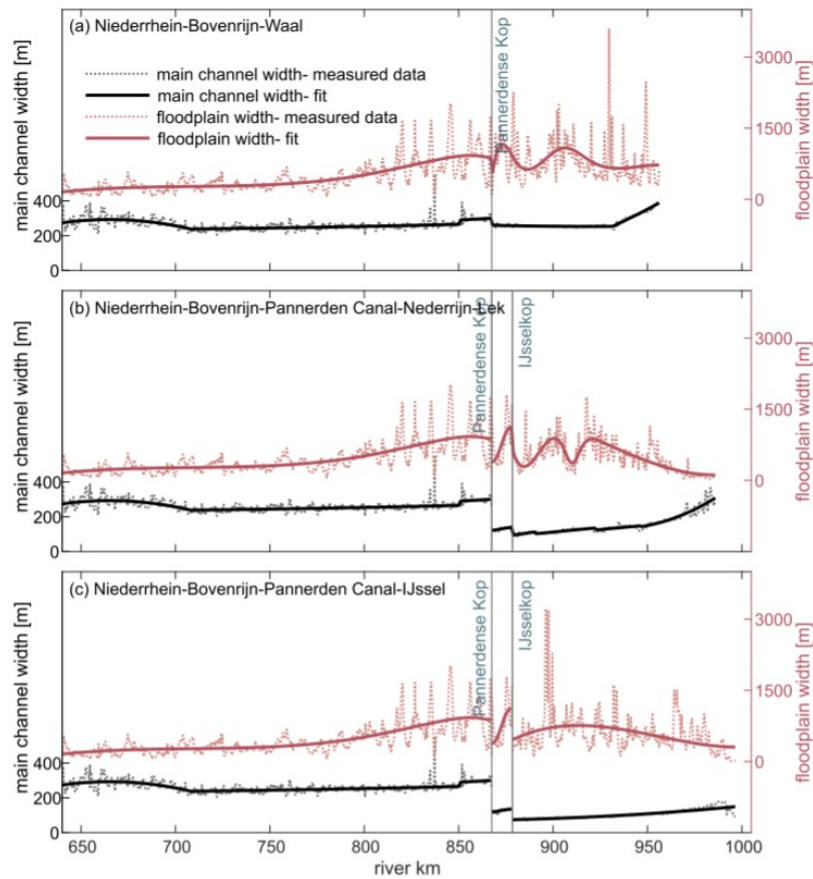 (a) Niederrhein-Bovenrijn-Waal
main channel width- measured data
main channel width- fit
floodplain width- measured data
floodplain width- fit
Pannerdense Kop
main channel width [m]
400
200
0
floodplain width [m]
3000
1500
0
(b) Niederrhein-Bovenrijn-Pannerden Canal-Nederrijn-Lek
Pannerdense Kop
IJsselkop
main channel width [m]
400
200
0
floodplain width [m]
3000
1500
0
(c) Niederrhein-Bovenrijn-Pannerden Canal-IJssel
Pannerdense Kop
IJsselkop
main channel width [m]
400
200
0
floodplain width [m]
3000
1500
0
650 700 750 800 850 900 950 1000
river km